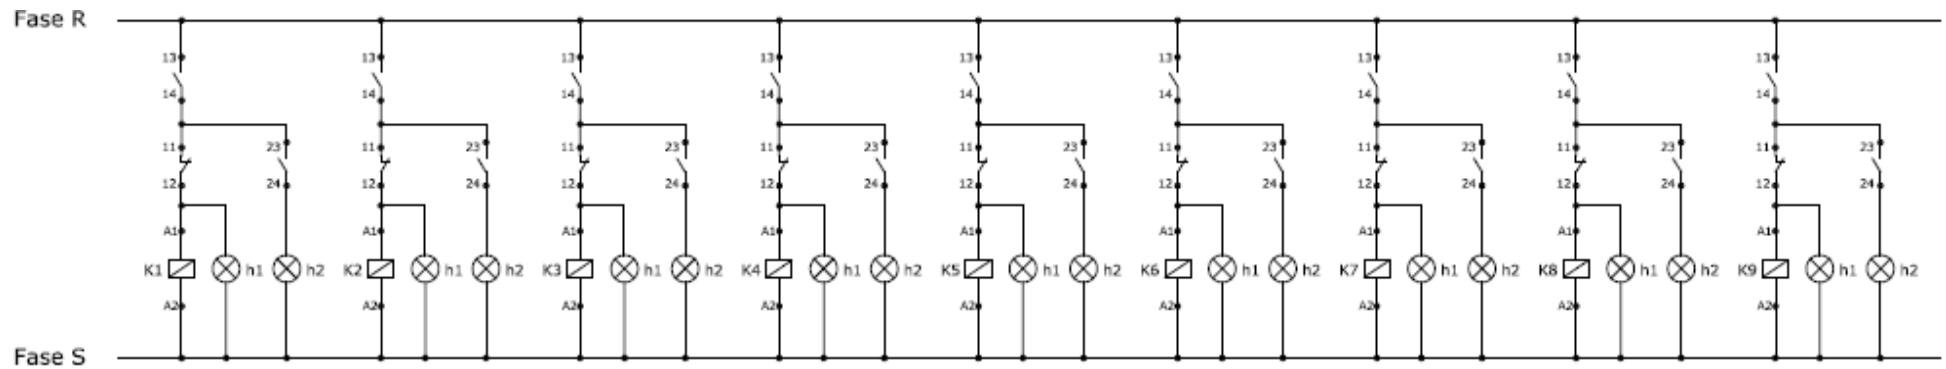 Fase R
13 13 13 13 13 13 13 13 13
14 14 14 14 14 14 14 14 14
11 23 11 23 11 23 11 23 11 23 11 23 11 23 11 23 11 23
12 24 12 24 12 24 12 24 12 24 12 24 12 24 12 24 12 24
A1 A1 A1 A1 A1 A1 A1 A1 A1
K1 h1 h2 K2 h1 h2 K3 h1 h2 K4 h1 h2 K5 h1 h2 K6 h1 h2 K7 h1 h2 K8 h1 h2 K9 h1 h2
A2 A2 A2 A2 A2 A2 A2 A2 A2
Fase S